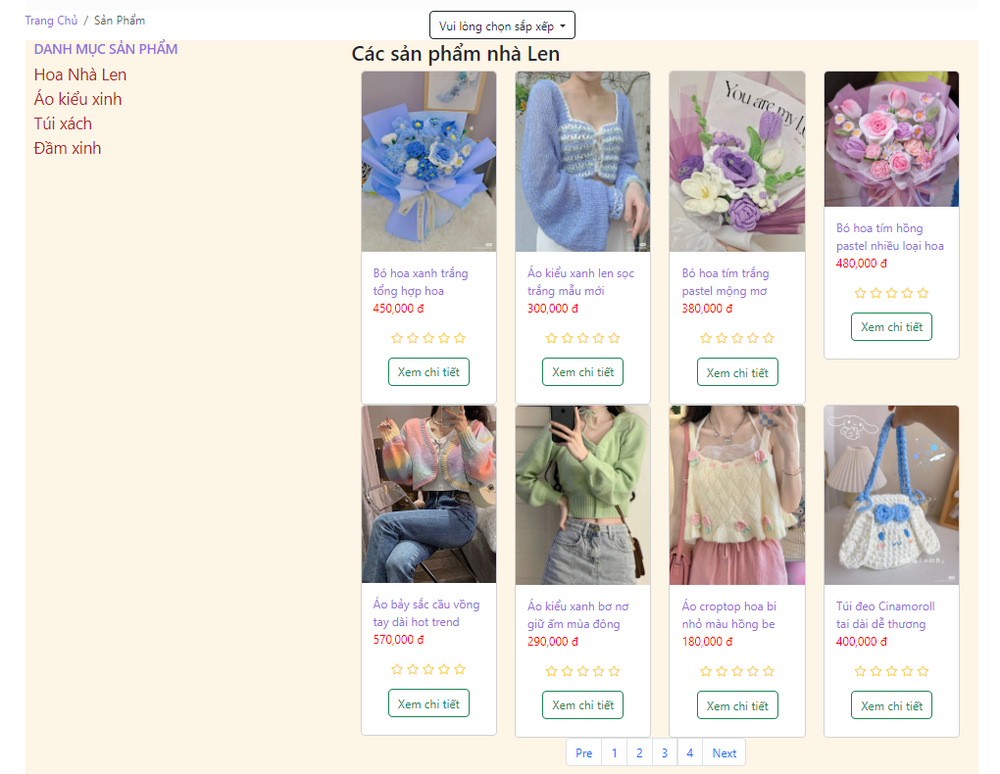 Trang Chủ / Sản Phẩm
Vui lòng chọn sắp xếp
DANH MỤC SẢN PHẨM
Hoa Nhà Len
Áo kiểu xinh
Túi xách
Đầm xinh
Các sản phẩm nhà Len
You are my
Bó hoa xanh trắng
tổng hợp hoa
450,000 đ
Xem chi tiết
Áo kiểu xanh len sọc
trắng mẫu mới
300,000 đ
Xem chi tiết
Bó hoa tím trắng
pastel mộng mơ
380,000 đ
Xem chi tiết
Bó hoa tím hồng
pastel nhiều loại hoa
480,000 đ
Xem chi tiết
Áo bảy sắc cầu vồng
tay dài hot trend
570,000 đ
Xem chi tiết
Áo kiểu xanh bơ nơ
giữ ấm mùa đông
290,000 đ
Xem chi tiết
Áo croptop hoa bi
nhỏ màu hồng be
180,000 đ
Xem chi tiết
Túi đeo Cinamoroll
tai dài dễ thương
400,000 đ
Xem chi tiết
Pre 1 2 3 4 Next